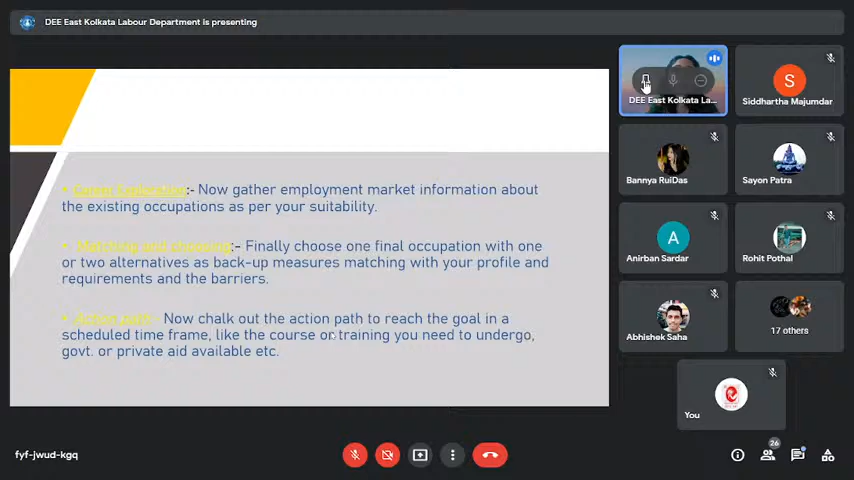 DEE East Kolkata Labour Department is presenting
• Career Exploration:- Now gather employment market information about
the existing occupations as per your suitability.
• Matching and choosing:- Finally choose one final occupation with one
or two alternatives as back-up measures matching with your profile and
requirements and the barriers.
• Action path:- Now chalk out the action path to reach the goal in a
scheduled time frame, like the course or training you need to undergo,
govt. or private aid available etc.
DEE East Kolkata La...
S
Siddhartha Majumdar
Bannya RuiDas
Sayon Patra
A
Anirban Sardar
Rohit Pothal
Abhishek Saha
17 others
You
fyf-jwud-kgq
26